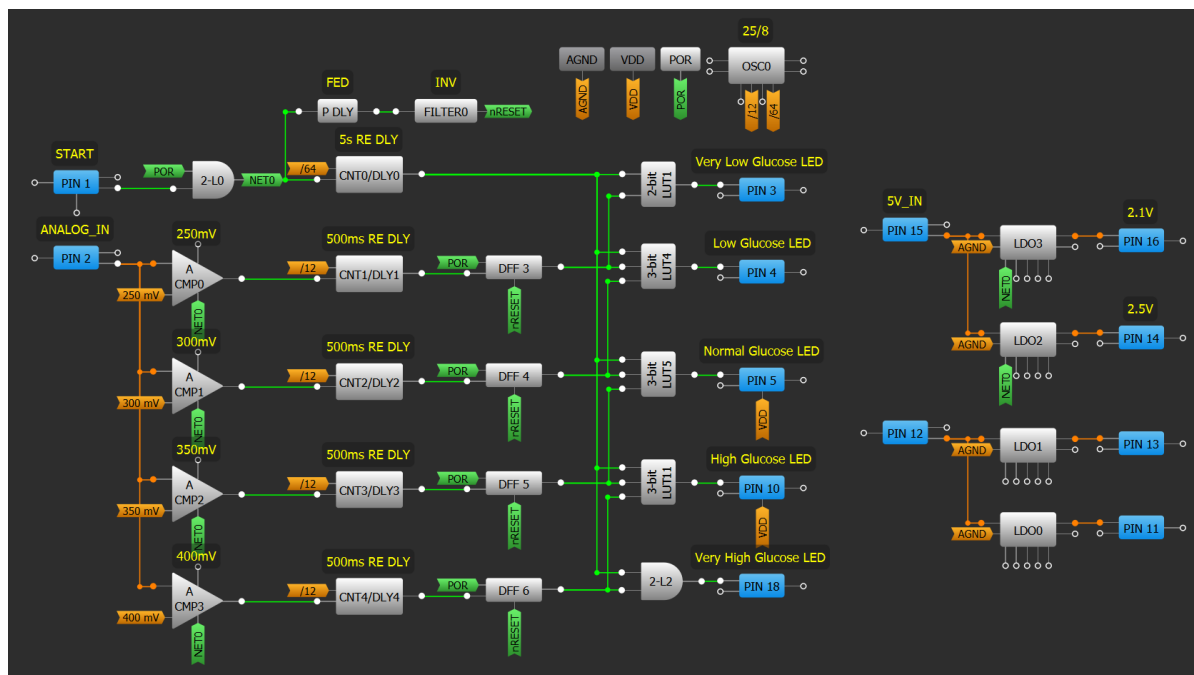 25/8
AGND
VDD
POR
OSC0
AGND
VDD
POR
/12
/64
FED
INV
P DLY
FILTER0
nRESET
5s RE DLY
START
POR
/64
CNT0/DLY0
Very Low Glucose LED
PIN 1
2-L0
NET0
2-bit
LUT1
PIN 3
ANALOG_IN
PIN 2
250mV
A
CMP0
250 mV
NET0
500ms RE DLY
/12
CNT1/DLY1
POR
DFF 3
nRESET
Low Glucose LED
3-bit
LUT4
PIN 4
300mV
A
CMP1
300 mV
NET0
500ms RE DLY
/12
CNT2/DLY2
POR
DFF 4
nRESET
Normal Glucose LED
3-bit
LUT5
PIN 5
VDD
350mV
A
CMP2
350 mV
NET0
500ms RE DLY
/12
CNT3/DLY3
POR
DFF 5
nRESET
High Glucose LED
3-bit
LUT11
PIN 10
VDD
400mV
A
CMP3
400 mV
NET0
500ms RE DLY
/12
CNT4/DLY4
POR
DFF 6
nRESET
Very High Glucose LED
2-L2
PIN 18
5V_IN
PIN 15
AGND
LDO3
NET0
2.1V
PIN 16
AGND
LDO2
NET0
2.5V
PIN 14
PIN 12
AGND
LDO1
PIN 13
AGND
LDO0
PIN 11